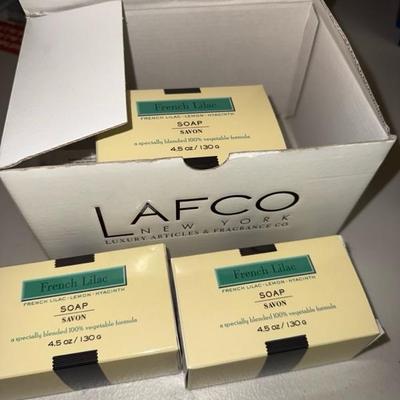 French Lilac
FRENCH LILAC-LEMON-HYACINTH
SOAP
SAVON
a specially blended 100% vegetable formula
4.5 oz/130 G
LAFCO
NEW YORK
LUXURY ARTICLES & FRAGRANCE CO.
French Lilac
FRENCH LILAC-LEMON-HYACINTH
SOAP
SAVON
a specially blended 100% vegetable formula
4.5 oz/130 G
French Lilac
FRENCH LILAC-LEMON-HYACINTH
SOAP
SAVON
a specially blended 100% vegetable formula
4.5 oz/130 G